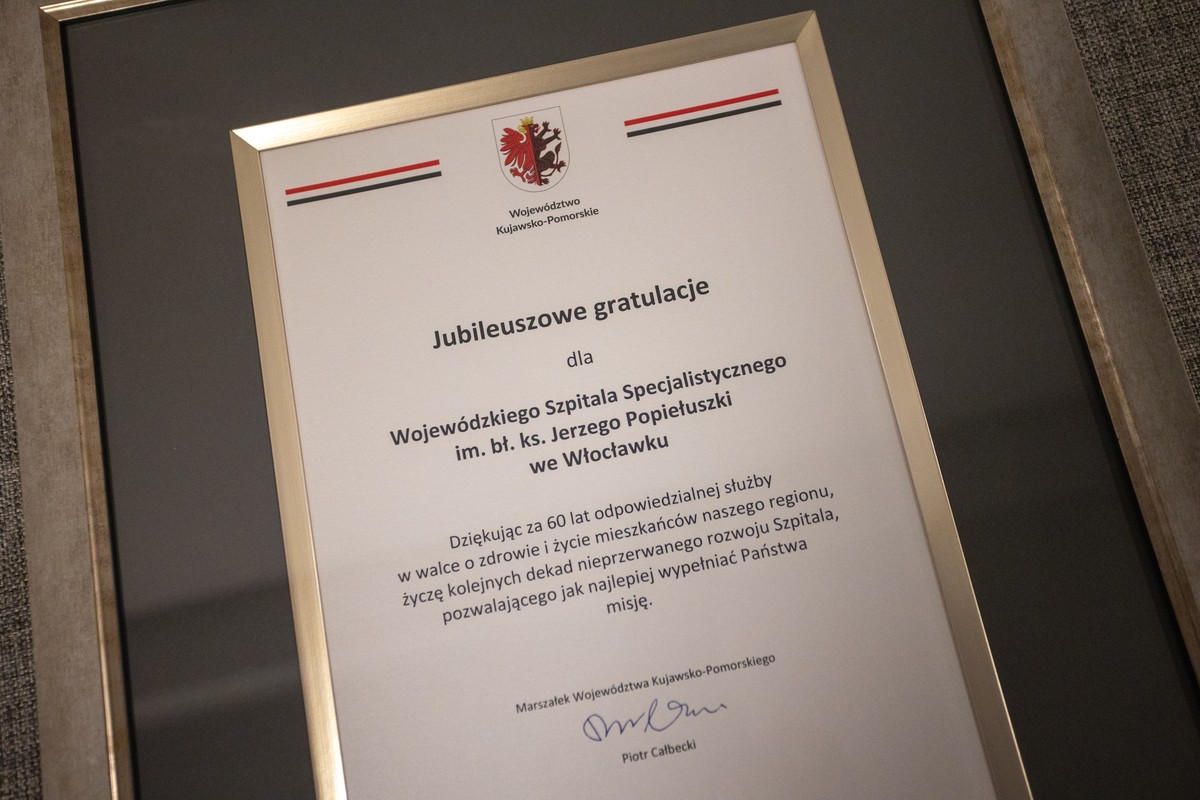 Województwo
Kujawsko-Pomorskie
Jubileuszowe gratulacje
dla
Wojewódzkiego Szpitala Specjalistycznego
im. bł. ks. Jerzego Popiełuszki
we Włocławku
Dziękując za 60 lat odpowiedzialnej służby
w walce o zdrowie i życie mieszkańców naszego regionu,
życzę kolejnych dekad nieprzerwanego rozwoju Szpitala,
pozwalającego jak najlepiej wypełniać Państwa
misję.
Marszałek Województwa Kujawsko-Pomorskiego
Piotr Całbecki